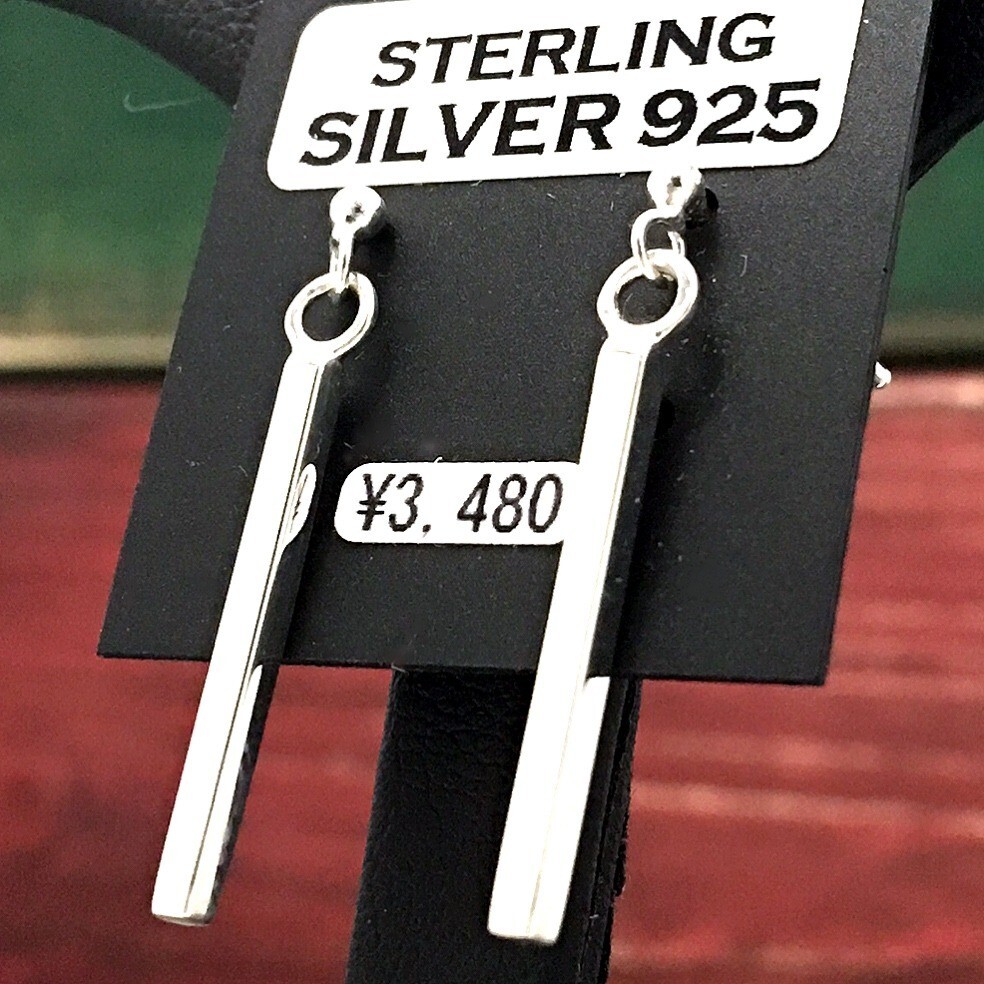 STERLING
SILVER 925
¥3, 480